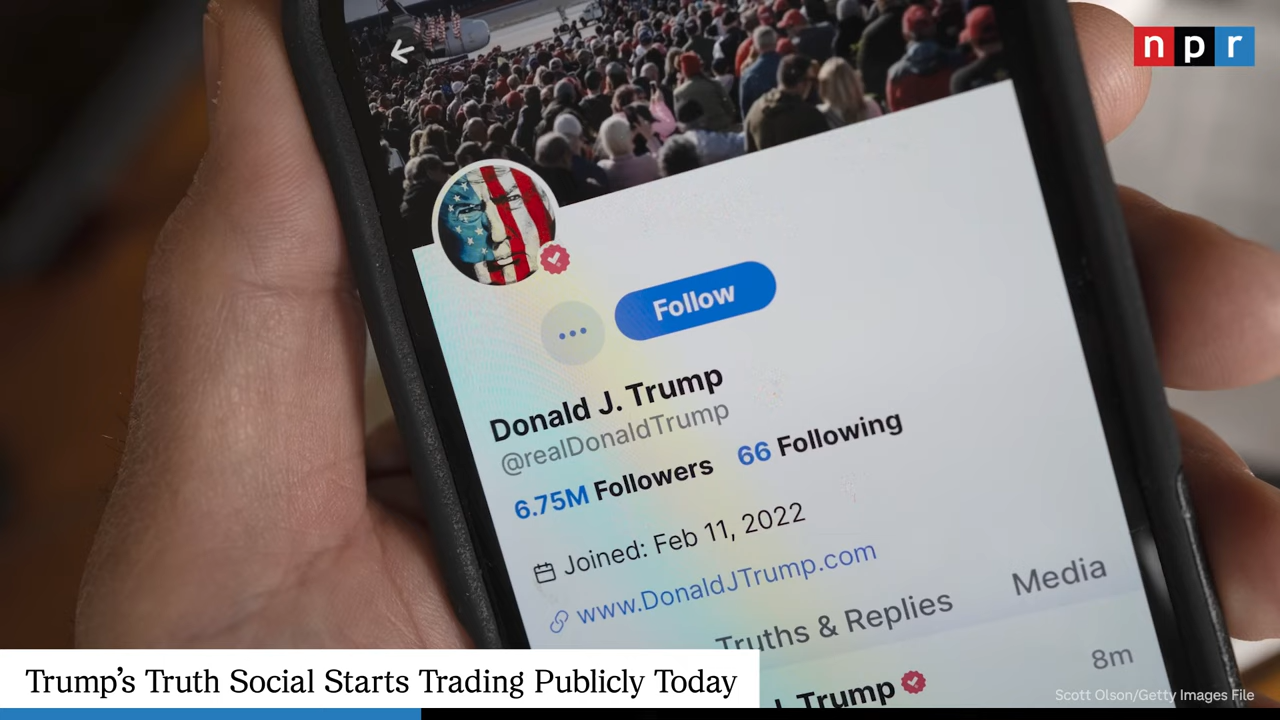 npr
Follow
Donald J. Trump
@realDonaldTrump
6.75M Followers 66 Following
Joined: Feb 11, 2022
www.DonaldJTrump.com
Truths & Replies Media
J. Trump 8m
Trump’s Truth Social Starts Trading Publicly Today
Scott Olson/Getty Images File